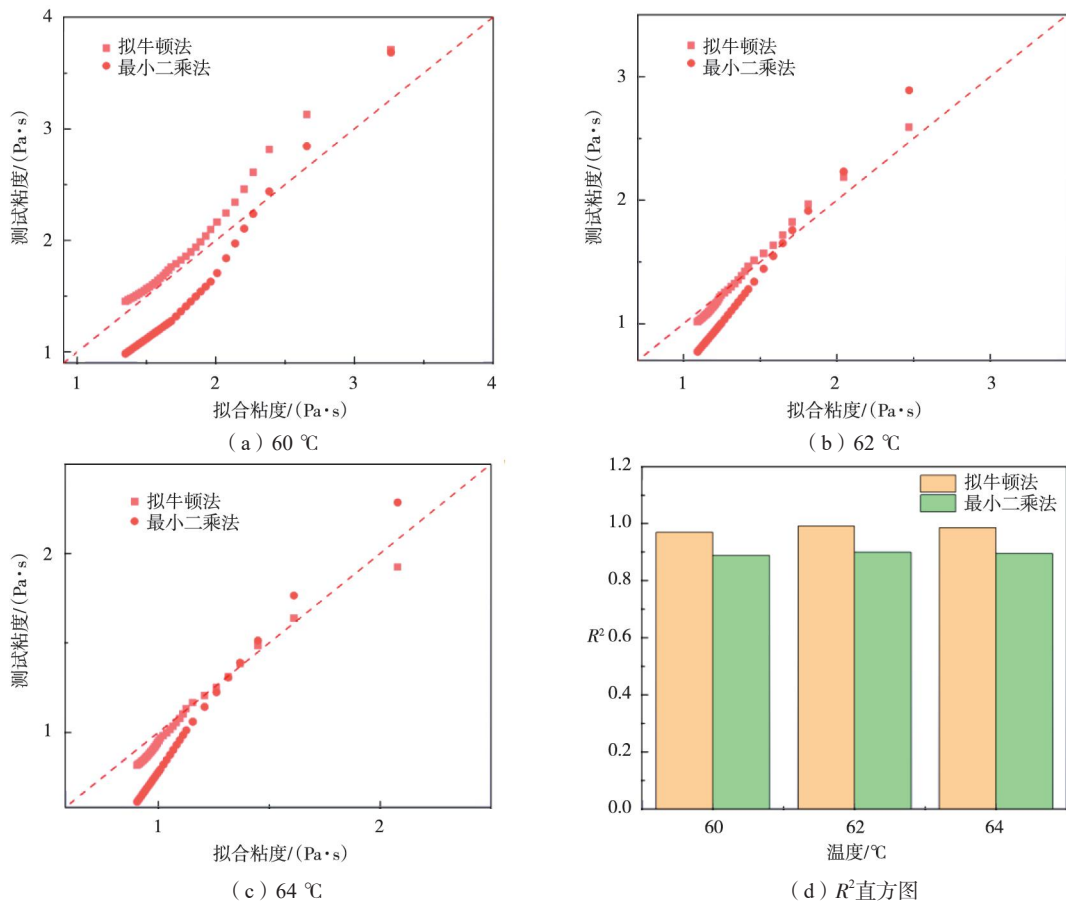 4
3
2
1
1
2
3
4
拟牛顿法
最小二乘法
测试粘度/(Pa·s)
拟合粘度/(Pa·s)
（a）60 ℃
3
2
1
1
2
3
拟牛顿法
最小二乘法
测试粘度/(Pa·s)
拟合粘度/(Pa·s)
（b）62 ℃
2
1
1
2
拟牛顿法
最小二乘法
测试粘度/(Pa·s)
拟合粘度/(Pa·s)
（c）64 ℃
1.2
1.0
0.8
0.6
0.4
0.2
0.0
R²
拟牛顿法
最小二乘法
60
62
64
温度/℃
（d）R²直方图